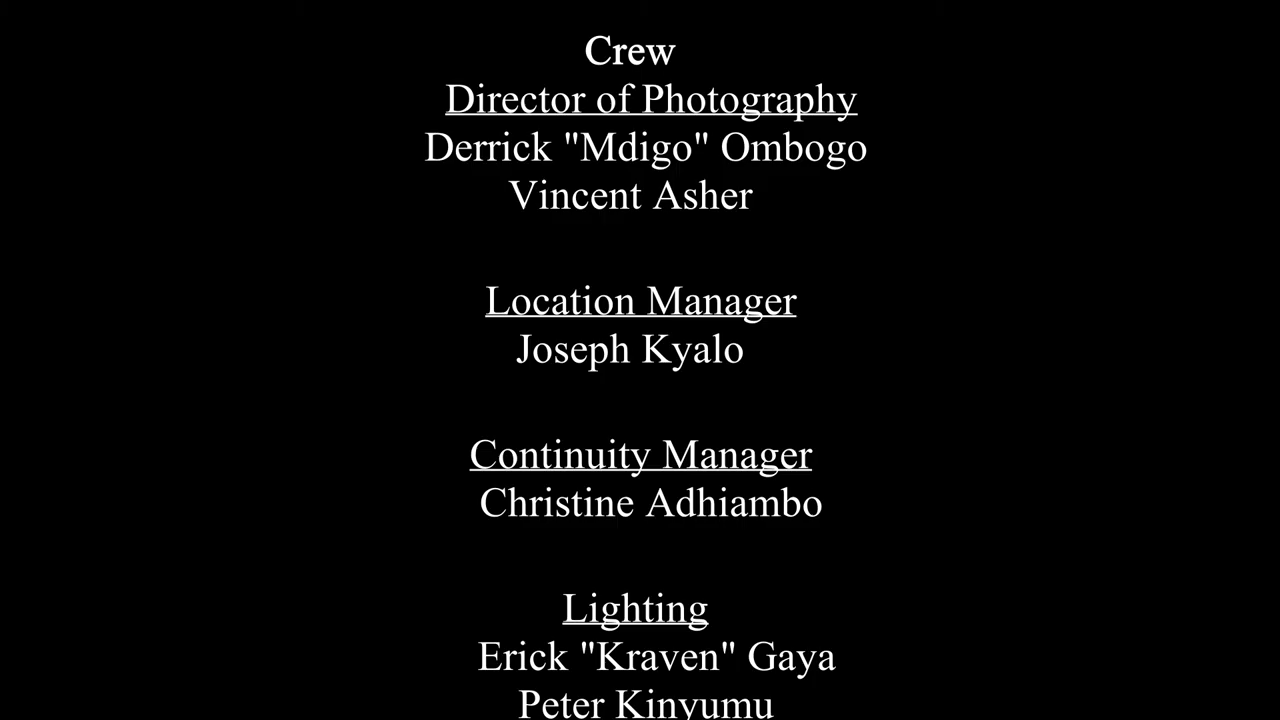 Crew
Director of Photography
Derrick "Mdigo" Ombogo
Vincent Asher
Location Manager
Joseph Kyalo
Continuity Manager
Christine Adhiambo
Lighting
Erick "Kraven" Gaya
Peter Kinyumu